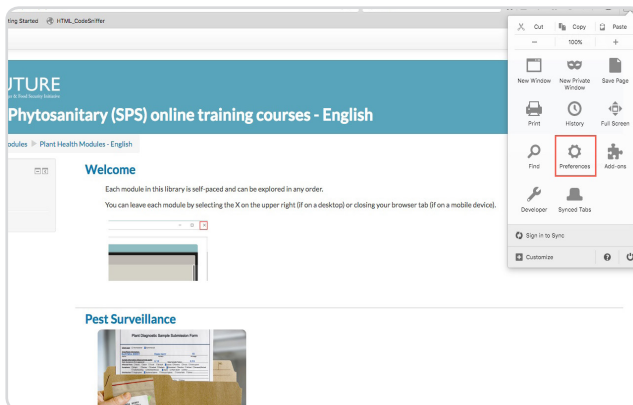 ting Started HTML_CodeSniffer
Cut Copy Paste
100%
New Window New Private Window Save Page
Print History Full Screen
Find Preferences Add-ons
Developer Synced Tabs
Sign in to Sync
Customize
UTURE
Phytosanitary (SPS) online training courses - English
odules Plant Health Modules - English
Welcome
Each module in this library is self-paced and can be explored in any order.
You can leave each module by selecting the X on the upper right (if on a desktop) or closing your browser tab (if on a mobile device).
Pest Surveillance
Plant Diagnostic Sample Submission Form